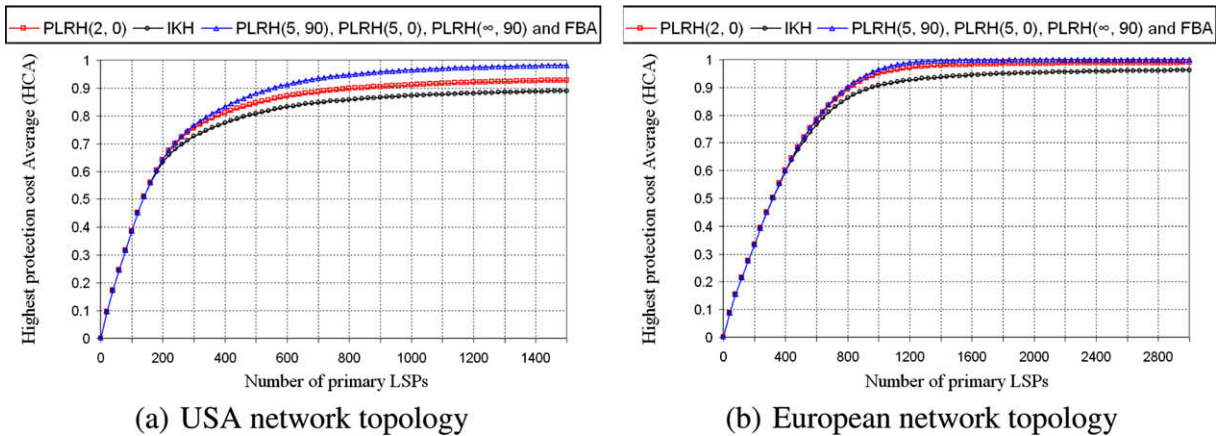 PLRH(2, 0) IKH PLRH(5, 90), PLRH(5, 0), PLRH(∞, 90) and FBA
Highest protection cost Average (HCA)
1
0.9
0.8
0.7
0.6
0.5
0.4
0.3
0.2
0.1
0
0 200 400 600 800 1000 1200 1400
Number of primary LSPs
(a) USA network topology
PLRH(2, 0) IKH PLRH(5, 90), PLRH(5, 0), PLRH(∞, 90) and FBA
Highest protection cost Average (HCA)
1
0.9
0.8
0.7
0.6
0.5
0.4
0.3
0.2
0.1
0
0 400 800 1200 1600 2000 2400 2800
Number of primary LSPs
(b) European network topology